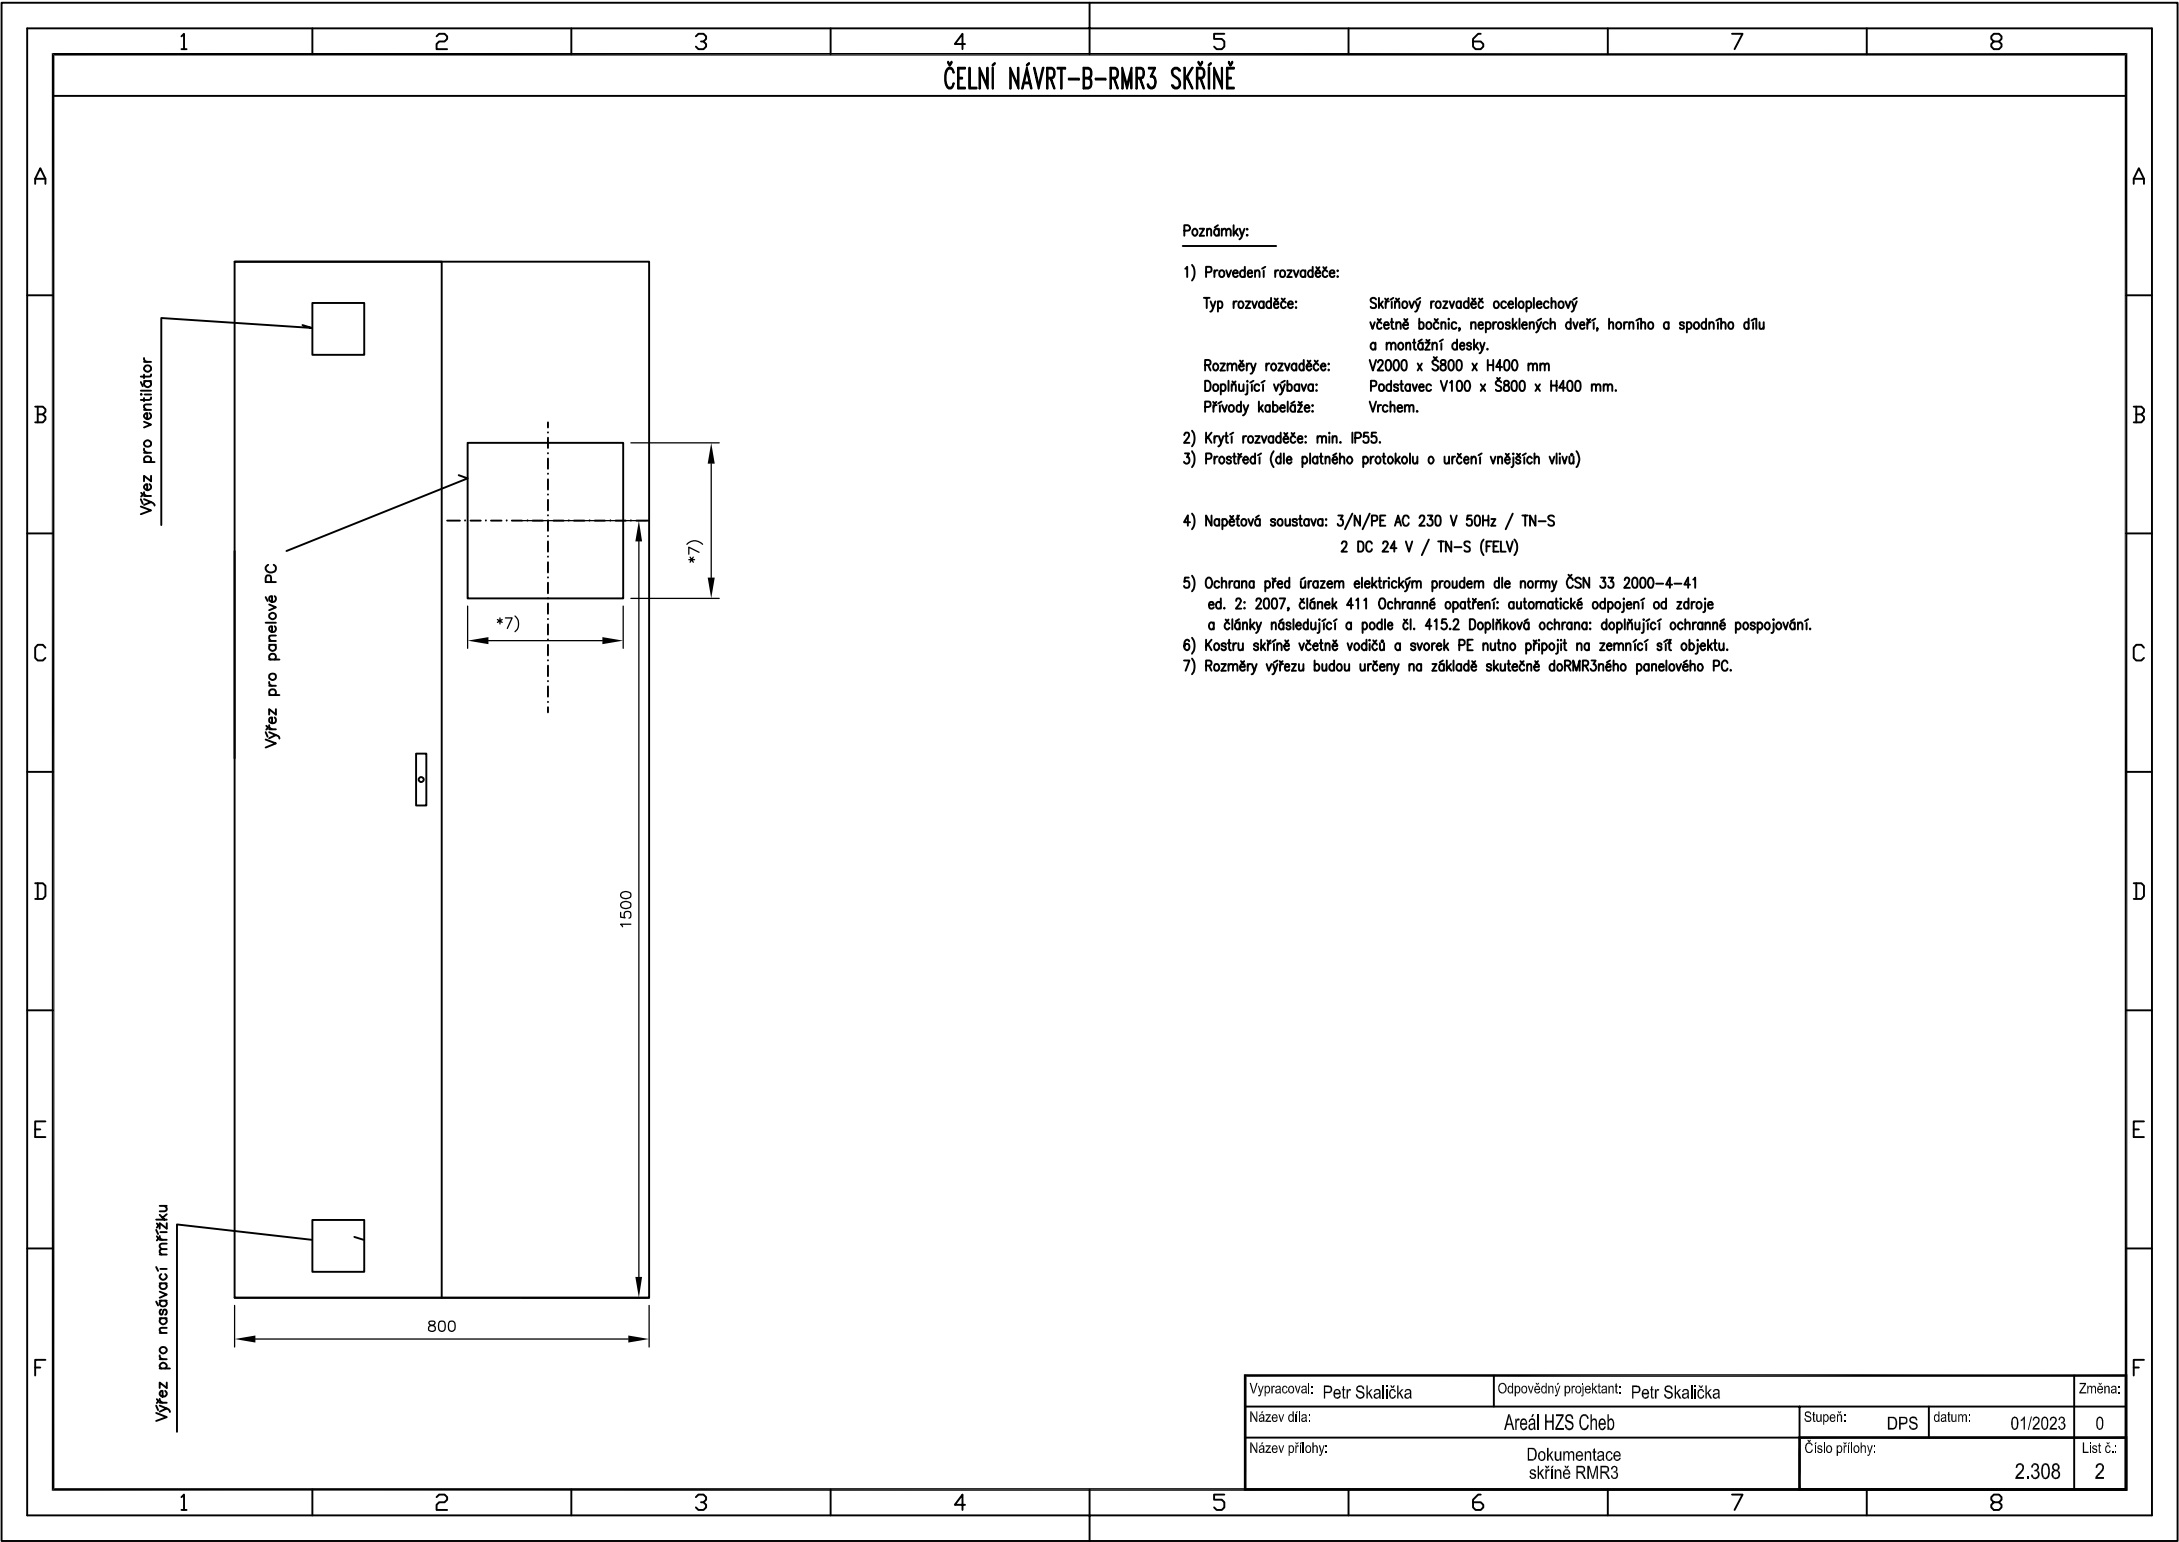 1 2 3 4 5 6 7 8
ČELNÍ NÁVRT-B-RMR3 SKŘÍNĚ
A A
B B
C C
D D
E E
F F
Výřez pro ventilátor
Výřez pro panelové PC
Výřez pro nasávací mřížku
*7)
*7)
1500
800
Poznámky:
1) Provedení rozvaděče:
Typ rozvaděče: Skříňový rozvaděč oceloplechový
včetně bočnic, neprosklených dveří, horního a spodního dílu
a montážní desky.
Rozměry rozvaděče: V2000 x Š800 x H400 mm
Doplňující výbava: Podstavec V100 x Š800 x H400 mm.
Přívody kabeláže: Vrchem.
2) Krytí rozvaděče: min. IP55.
3) Prostředí (dle platného protokolu o určení vnějších vlivů)
4) Napěťová soustava: 3/N/PE AC 230 V 50Hz / TN-S
2 DC 24 V / TN-S (FELV)
5) Ochrana před úrazem elektrickým proudem dle normy ČSN 33 2000-4-41
ed. 2: 2007, článek 411 Ochranné opatření: automatické odpojení od zdroje
a články následující a podle čl. 415.2 Doplňková ochrana: doplňující ochranné pospojování.
6) Kostru skříně včetně vodičů a svorek PE nutno připojit na zemnící síť objektu.
7) Rozměry výřezu budou určeny na základě skutečně doRMR3ného panelového PC.
Vypracoval: Petr Skalička Odpovědný projektant: Petr Skalička Změna:
Název díla: Areál HZS Cheb Stupeň: DPS datum: 01/2023 0
Název přílohy: Dokumentace Číslo přílohy: List č.:
skříně RMR3 2.308 2
1 2 3 4 5 6 7 8